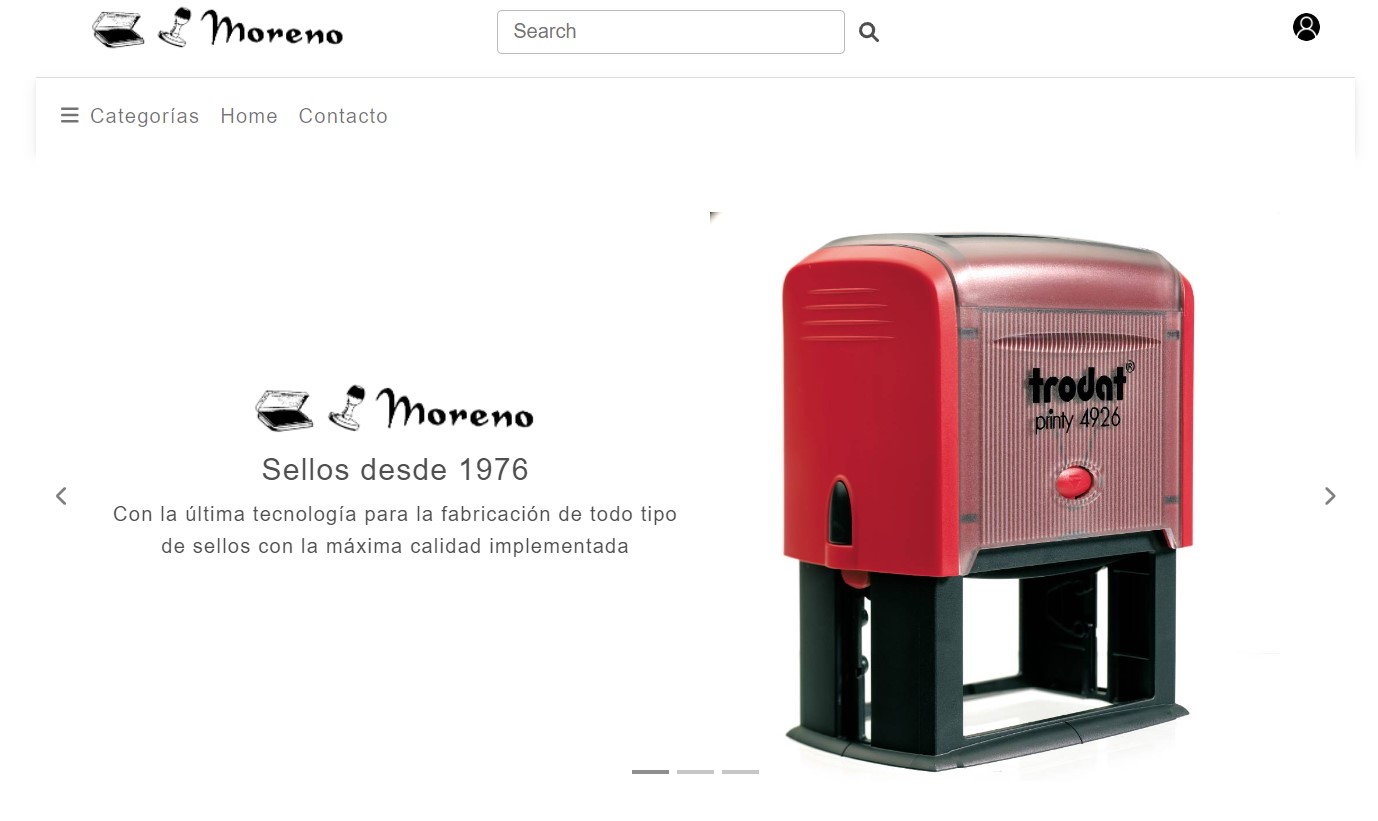 Moreno
Search
Categorías Home Contacto
trodat®
printy 4926
Moreno
Sellos desde 1976
Con la última tecnología para la fabricación de todo tipo
de sellos con la máxima calidad implementada